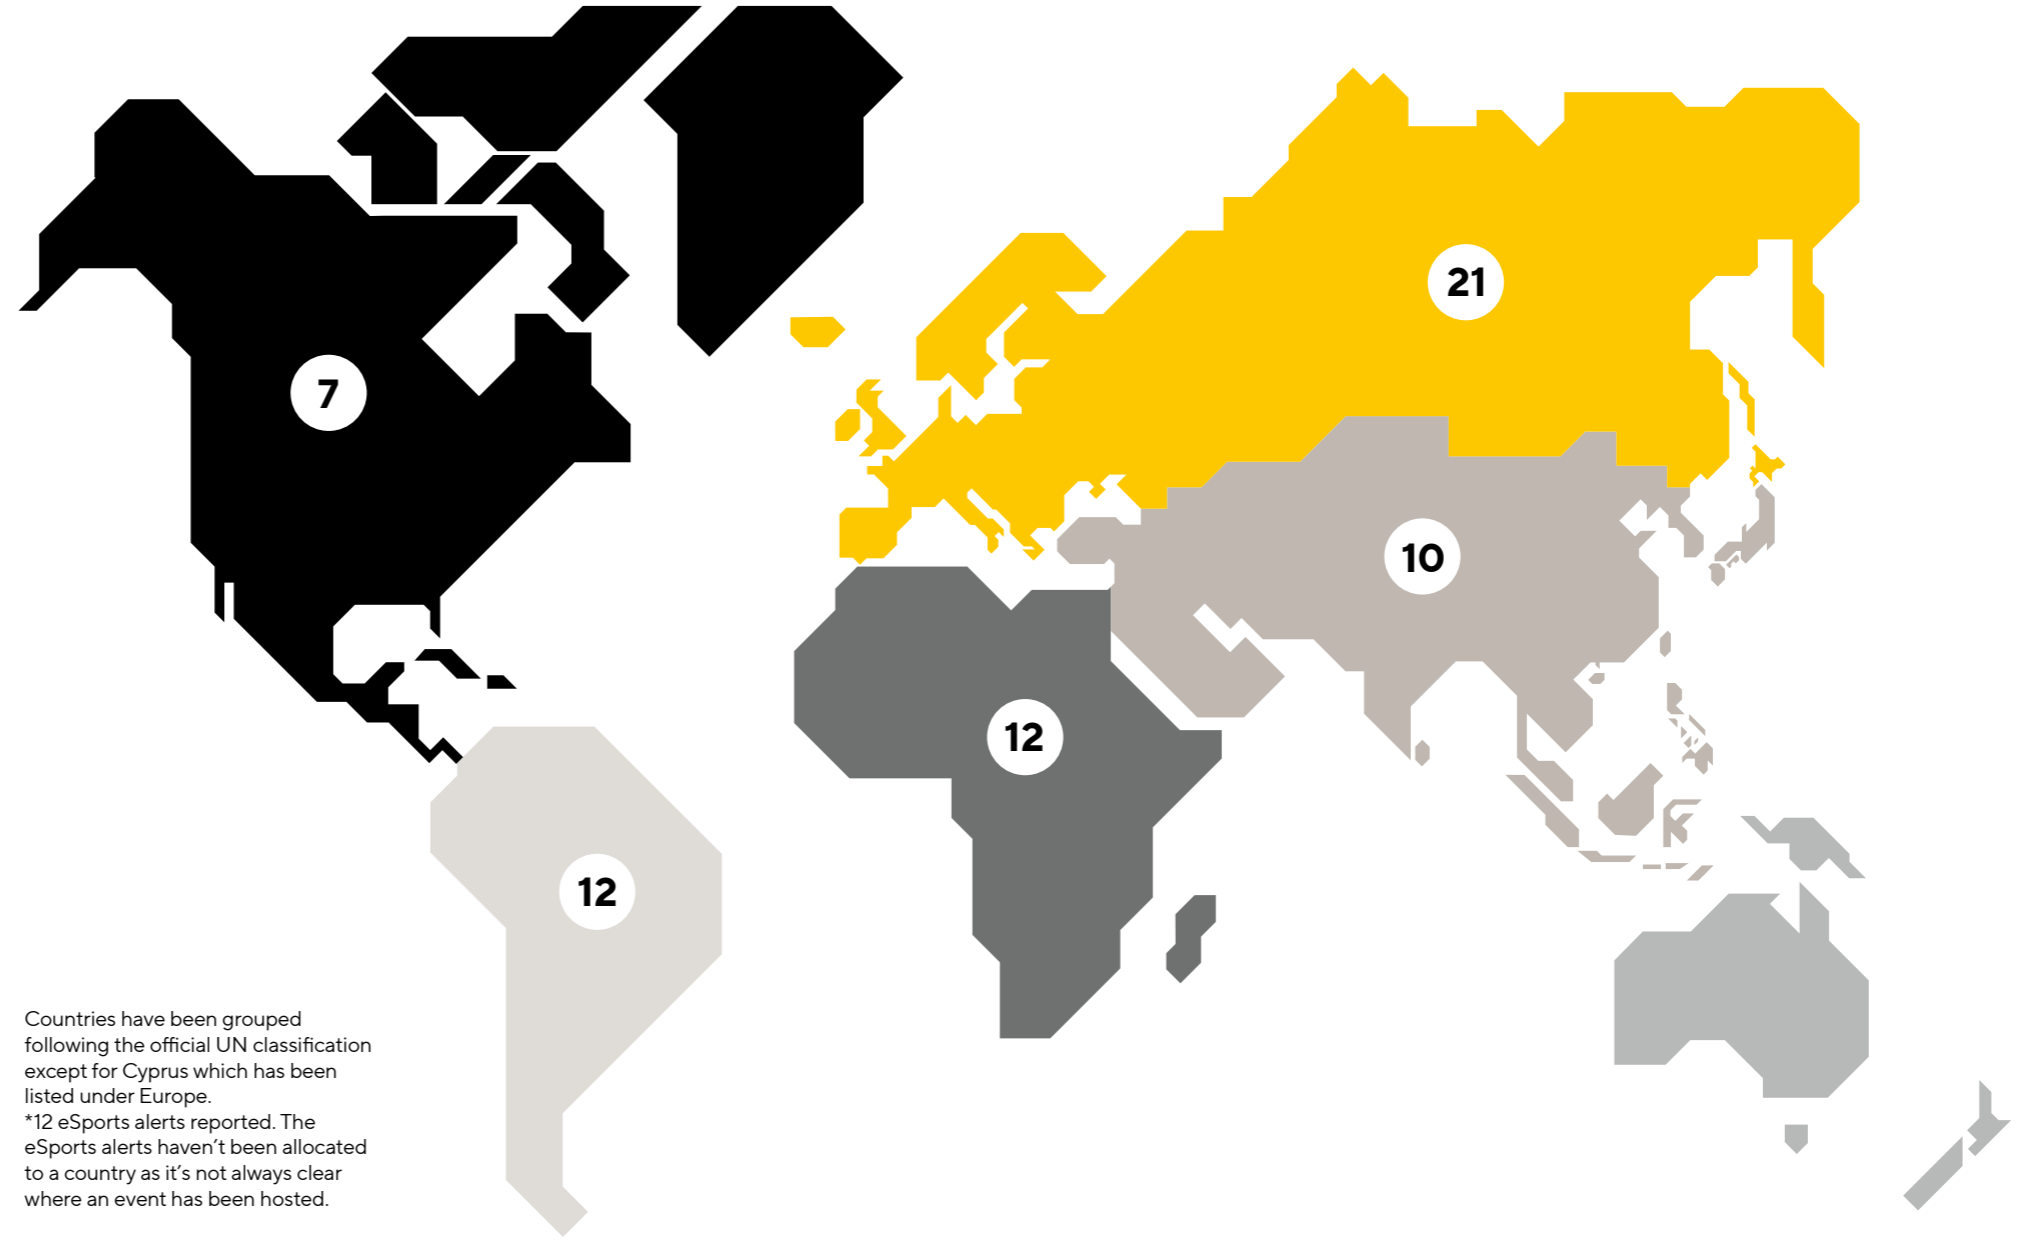 21
7
10
12
12
Countries have been grouped
following the official UN classification
except for Cyprus which has been
listed under Europe.
*12 eSports alerts reported. The
eSports alerts haven’t been allocated
to a country as it’s not always clear
where an event has been hosted.